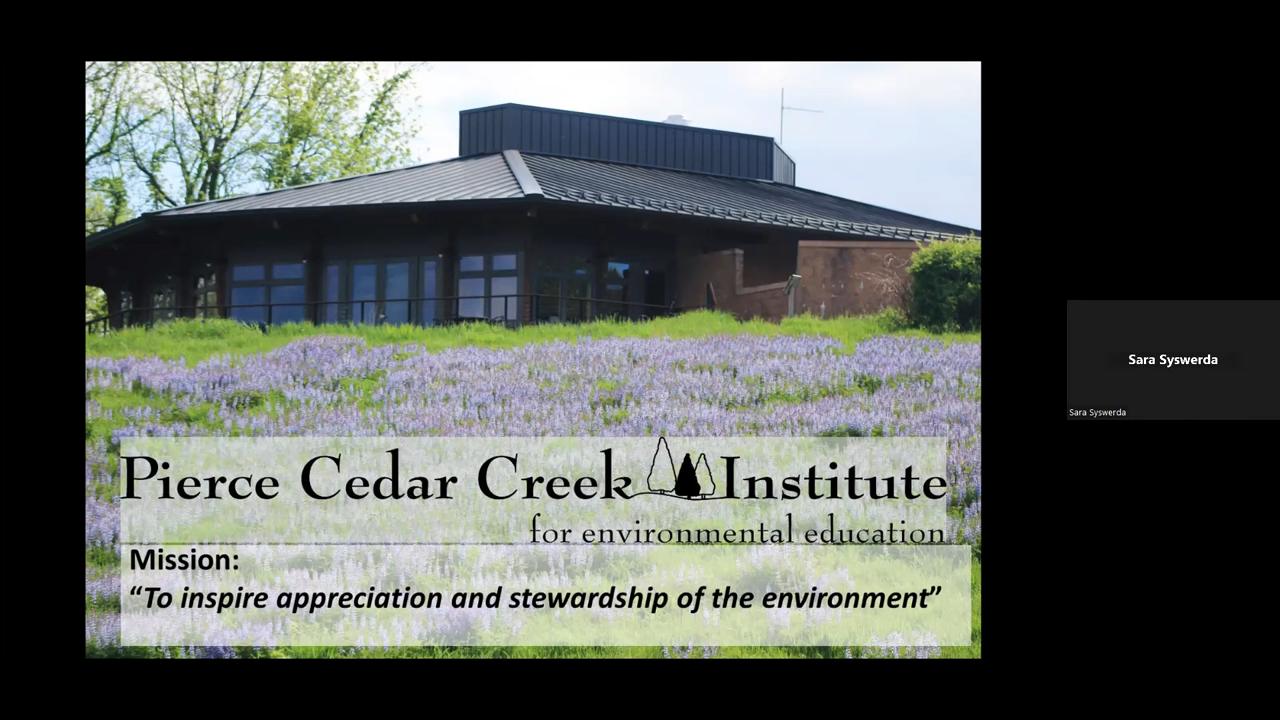 Pierce Cedar Creek Institute
for environmental education
Mission:
“To inspire appreciation and stewardship of the environment”
Sara Syswerda
Sara Syswerda